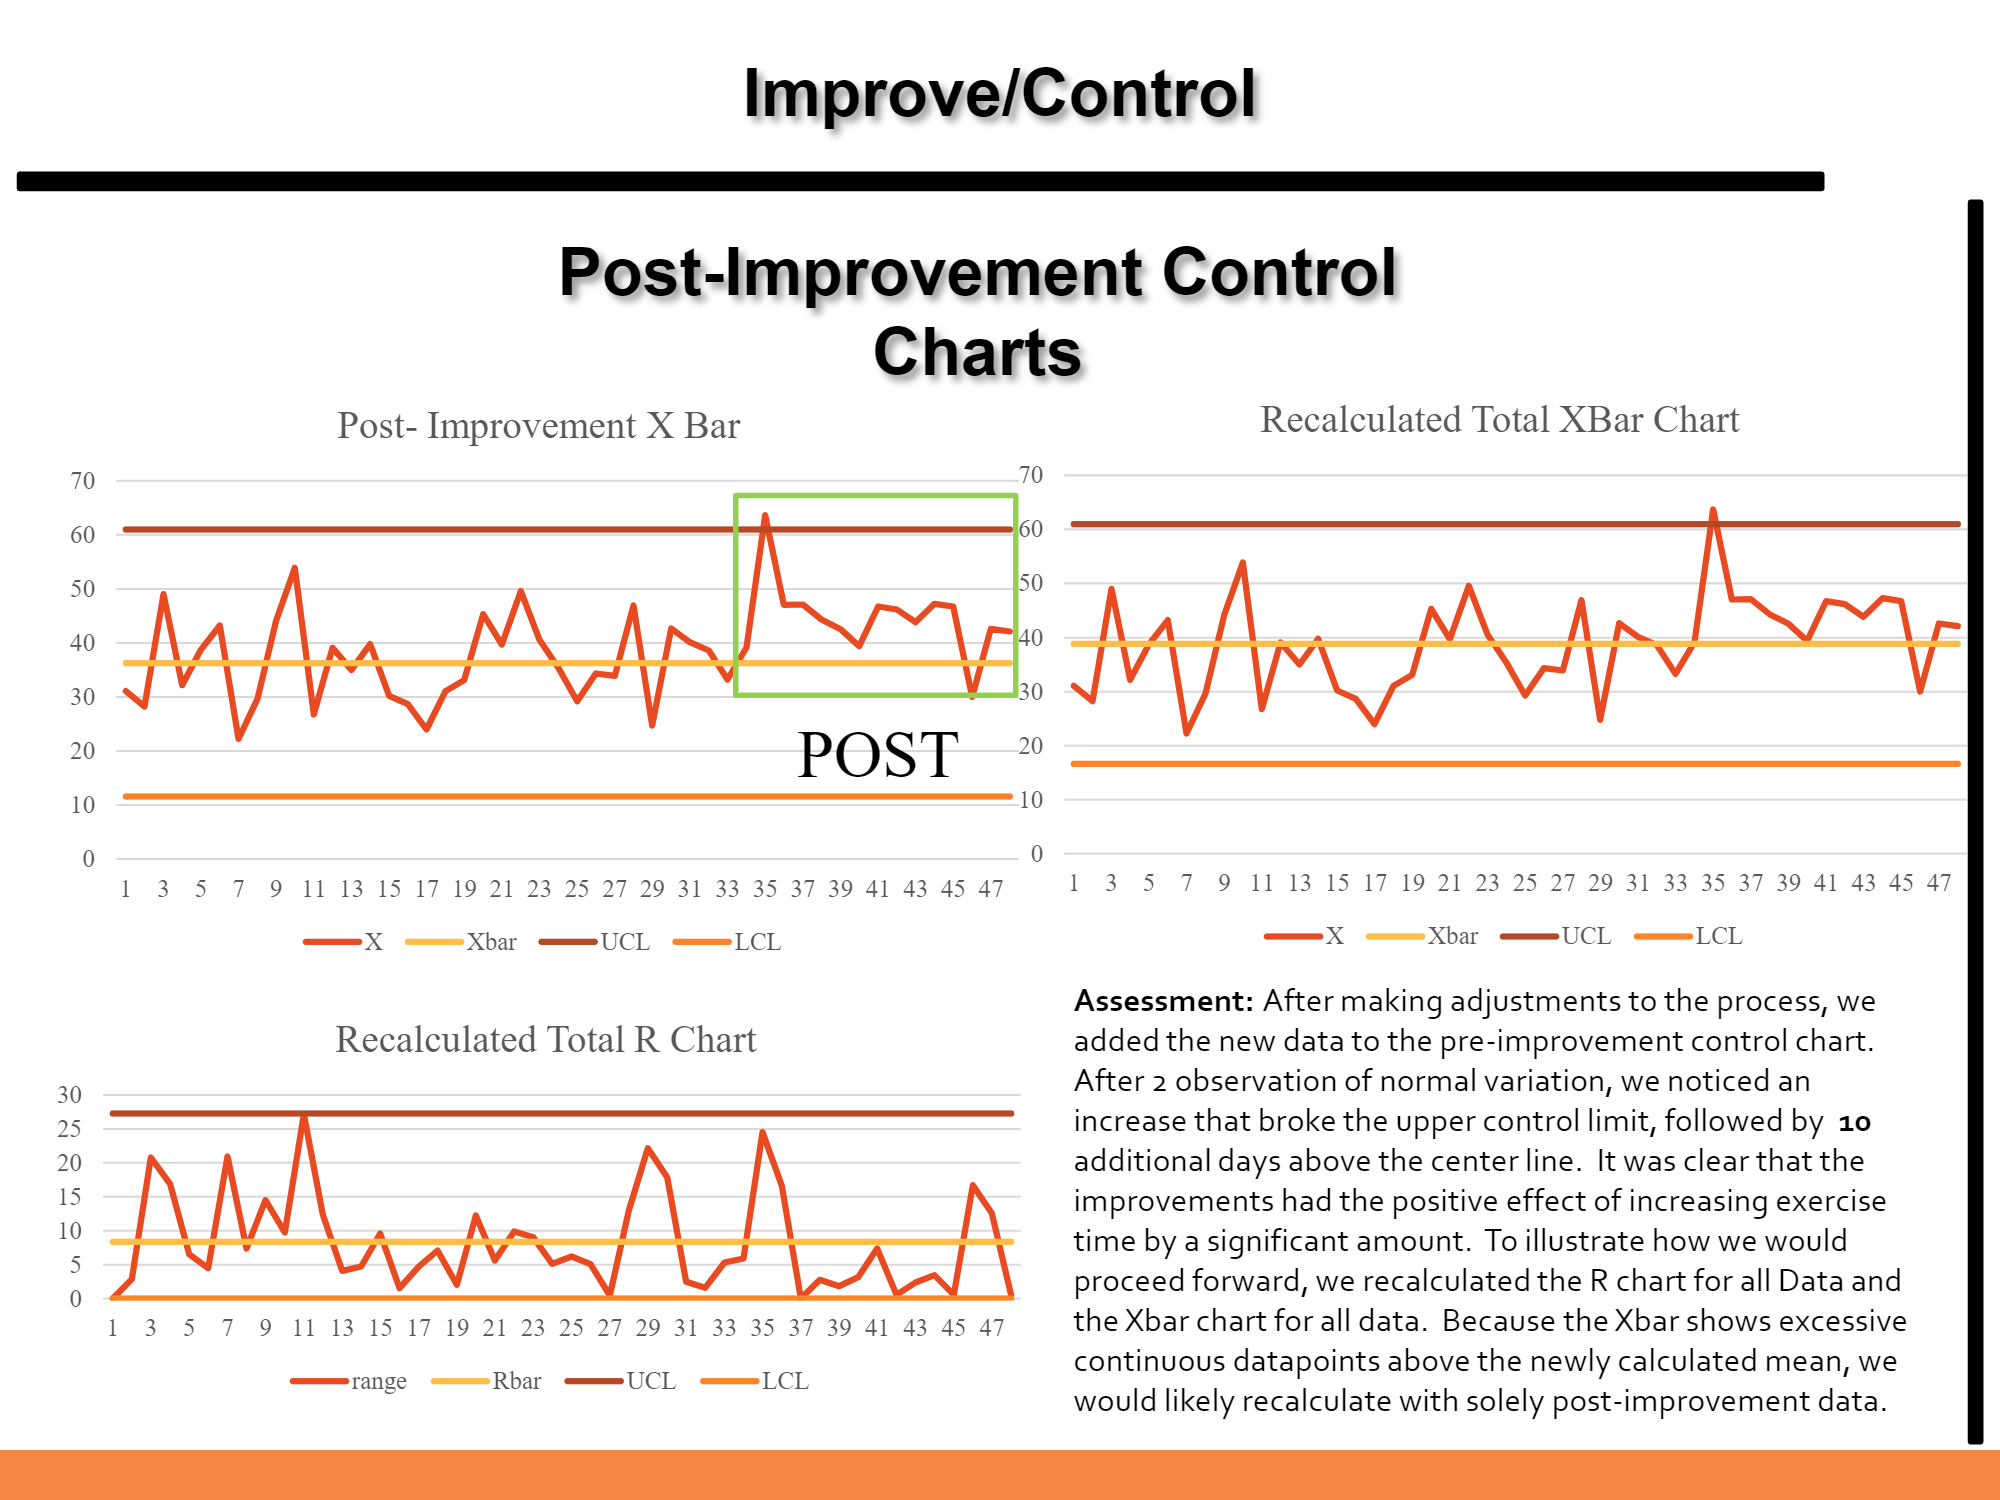 Improve/Control
Post-Improvement Control
Charts
Post- Improvement X Bar
70
60
50
40
30
20
10
0
POST
1 3 5 7 9 11 13 15 17 19 21 23 25 27 29 31 33 35 37 39 41 43 45 47
X Xbar UCL LCL
Recalculated Total XBar Chart
70
60
50
40
30
20
10
0
1 3 5 7 9 11 13 15 17 19 21 23 25 27 29 31 33 35 37 39 41 43 45 47
X Xbar UCL LCL
Recalculated Total R Chart
30
25
20
15
10
5
0
1 3 5 7 9 11 13 15 17 19 21 23 25 27 29 31 33 35 37 39 41 43 45 47
range Rbar UCL LCL
Assessment: After making adjustments to the process, we
added the new data to the pre-improvement control chart.
After 2 observation of normal variation, we noticed an
increase that broke the upper control limit, followed by 10
additional days above the center line. It was clear that the
improvements had the positive effect of increasing exercise
time by a significant amount. To illustrate how we would
proceed forward, we recalculated the R chart for all Data and
the Xbar chart for all data. Because the Xbar shows excessive
continuous datapoints above the newly calculated mean, we
would likely recalculate with solely post-improvement data.